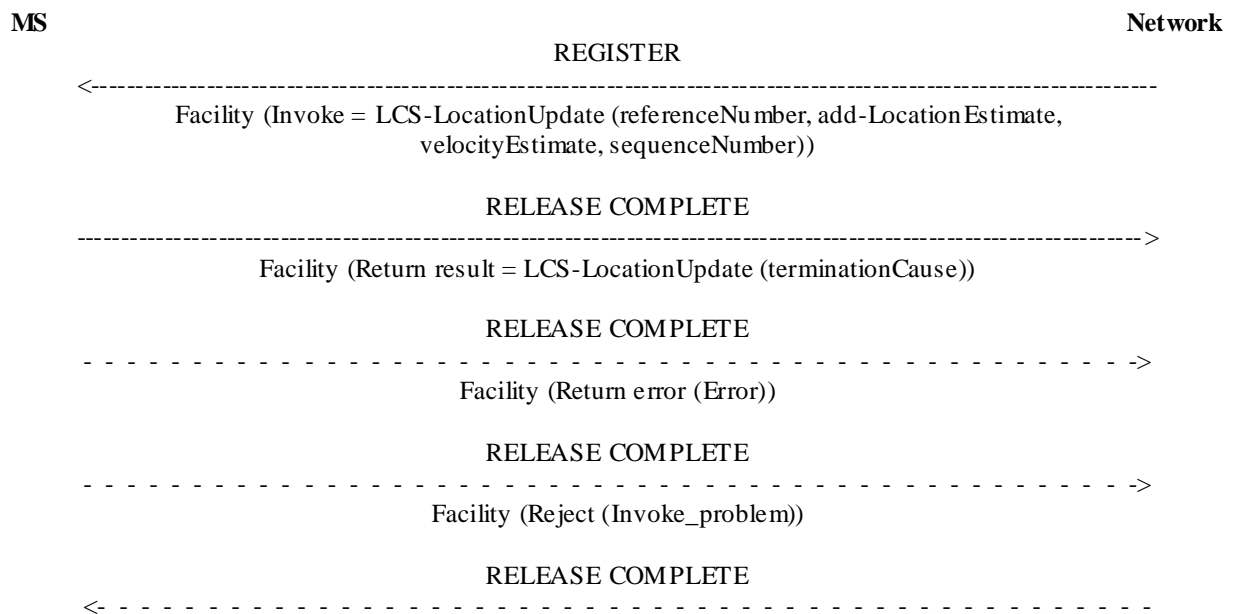 MS Network
REGISTER
<------------------------------------------------------------------------------------------------------------------------
Facility (Invoke = LCS-LocationUpdate (referenceNumber, add-LocationEstimate,
velocityEstimate, sequenceNumber))
RELEASE COMPLETE
------------------------------------------------------------------------------------------------------------------------>
Facility (Return result = LCS-LocationUpdate (terminationCause))
RELEASE COMPLETE
- - - - - - - - - - - - - - - - - - - - - - - - - - - - - - - - - - - - - - - - - - - - - - - ->
Facility (Return error (Error))
RELEASE COMPLETE
- - - - - - - - - - - - - - - - - - - - - - - - - - - - - - - - - - - - - - - - - - - - - - - ->
Facility (Reject (Invoke_problem))
RELEASE COMPLETE
<- - - - - - - - - - - - - - - - - - - - - - - - - - - - - - - - - - - - - - - - - - - - - - - -